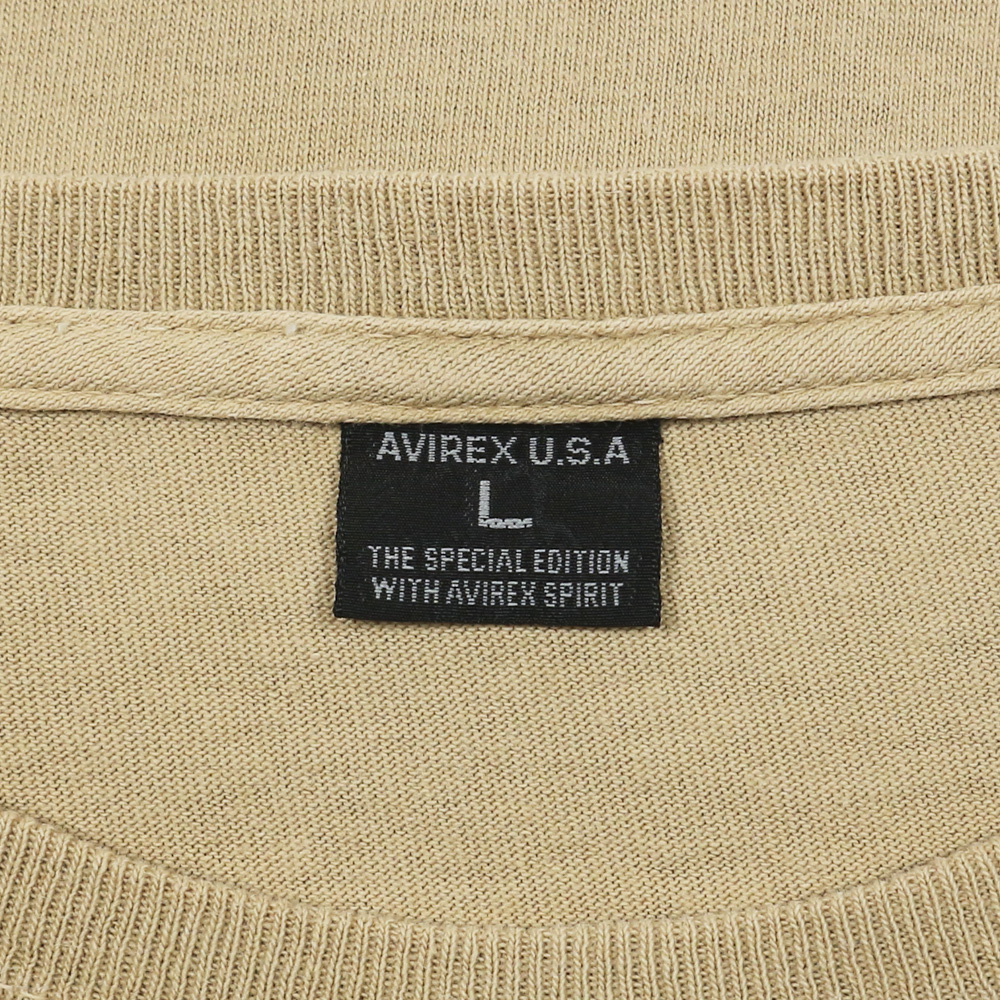 AVIREX U.S.A
L
THE SPECIAL EDITION
WITH AVIREX SPIRIT